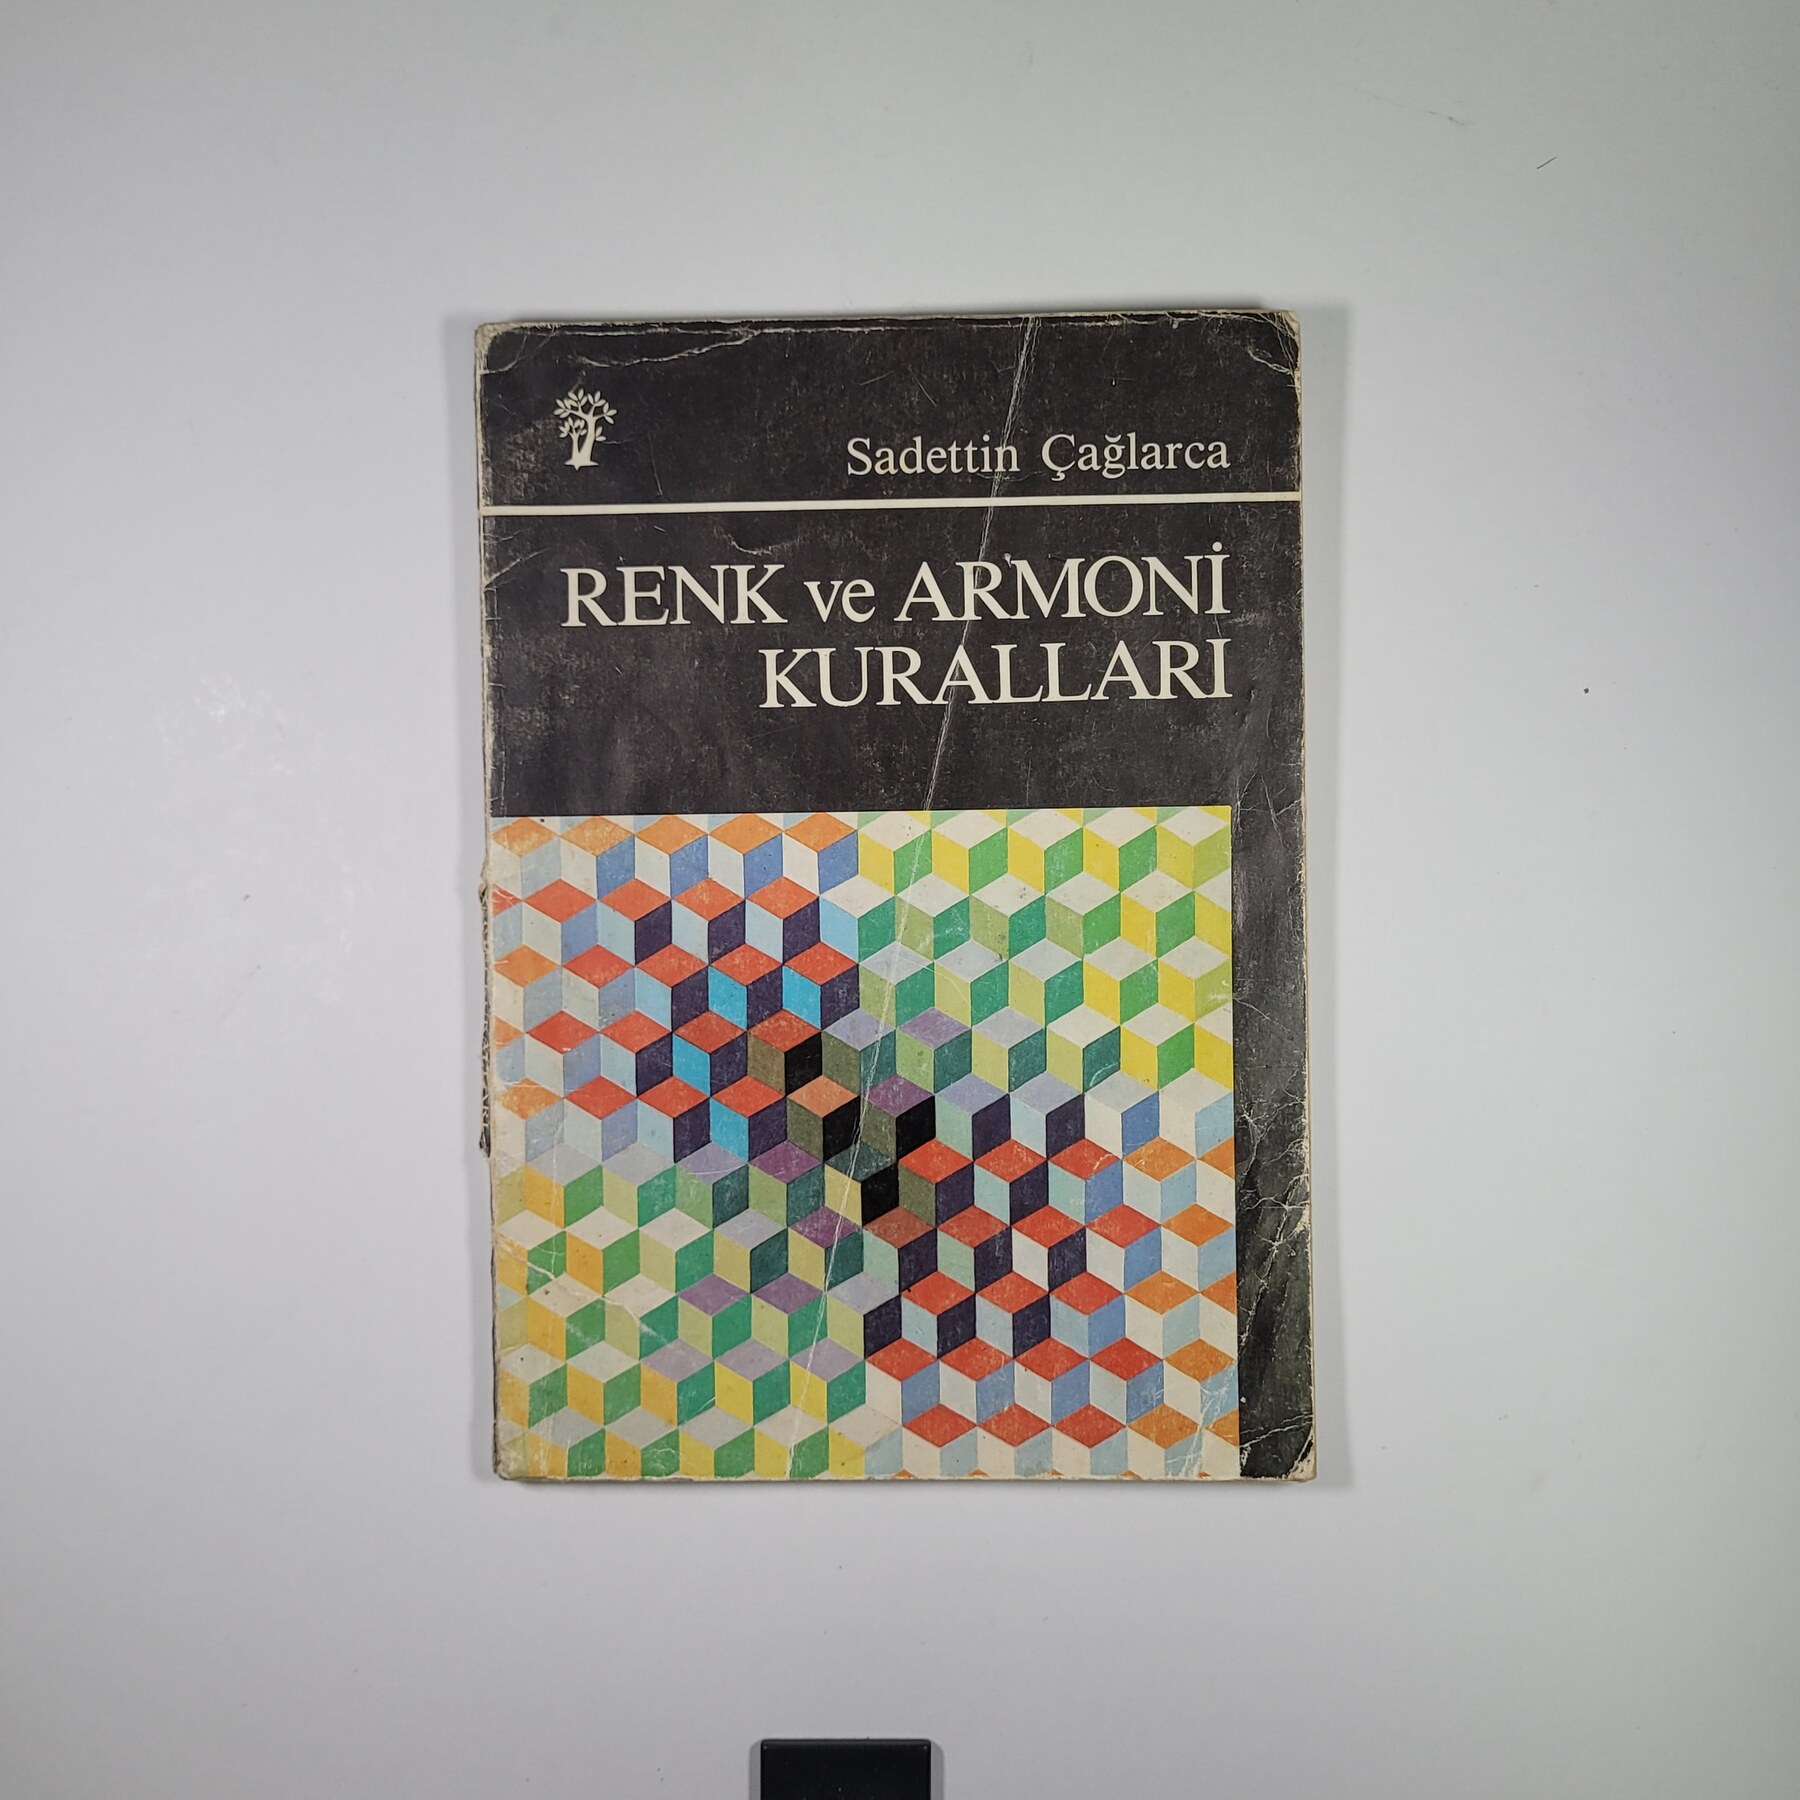 Sadettin Çağlarca
RENK ve ARMONİ
KURALLARI